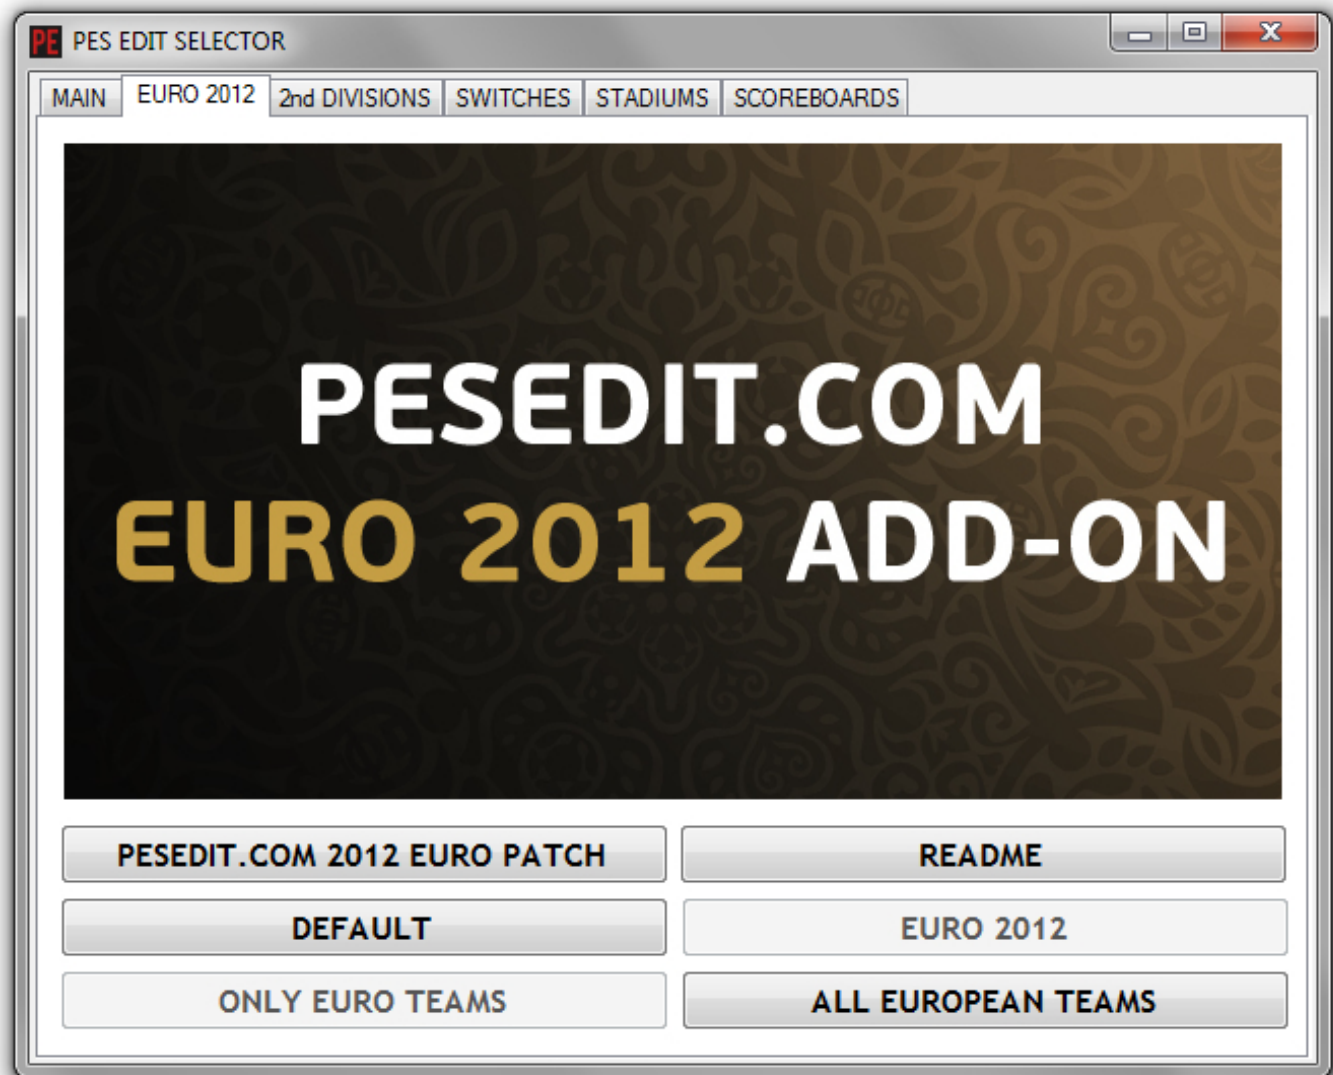 PE PES EDIT SELECTOR
MAIN EURO 2012 2nd DIVISIONS SWITCHES STADIUMS SCOREBOARDS
PESEDIT.COM
EURO 2012 ADD-ON
PESEDIT.COM 2012 EURO PATCH README
DEFAULT EURO 2012
ONLY EURO TEAMS ALL EUROPEAN TEAMS